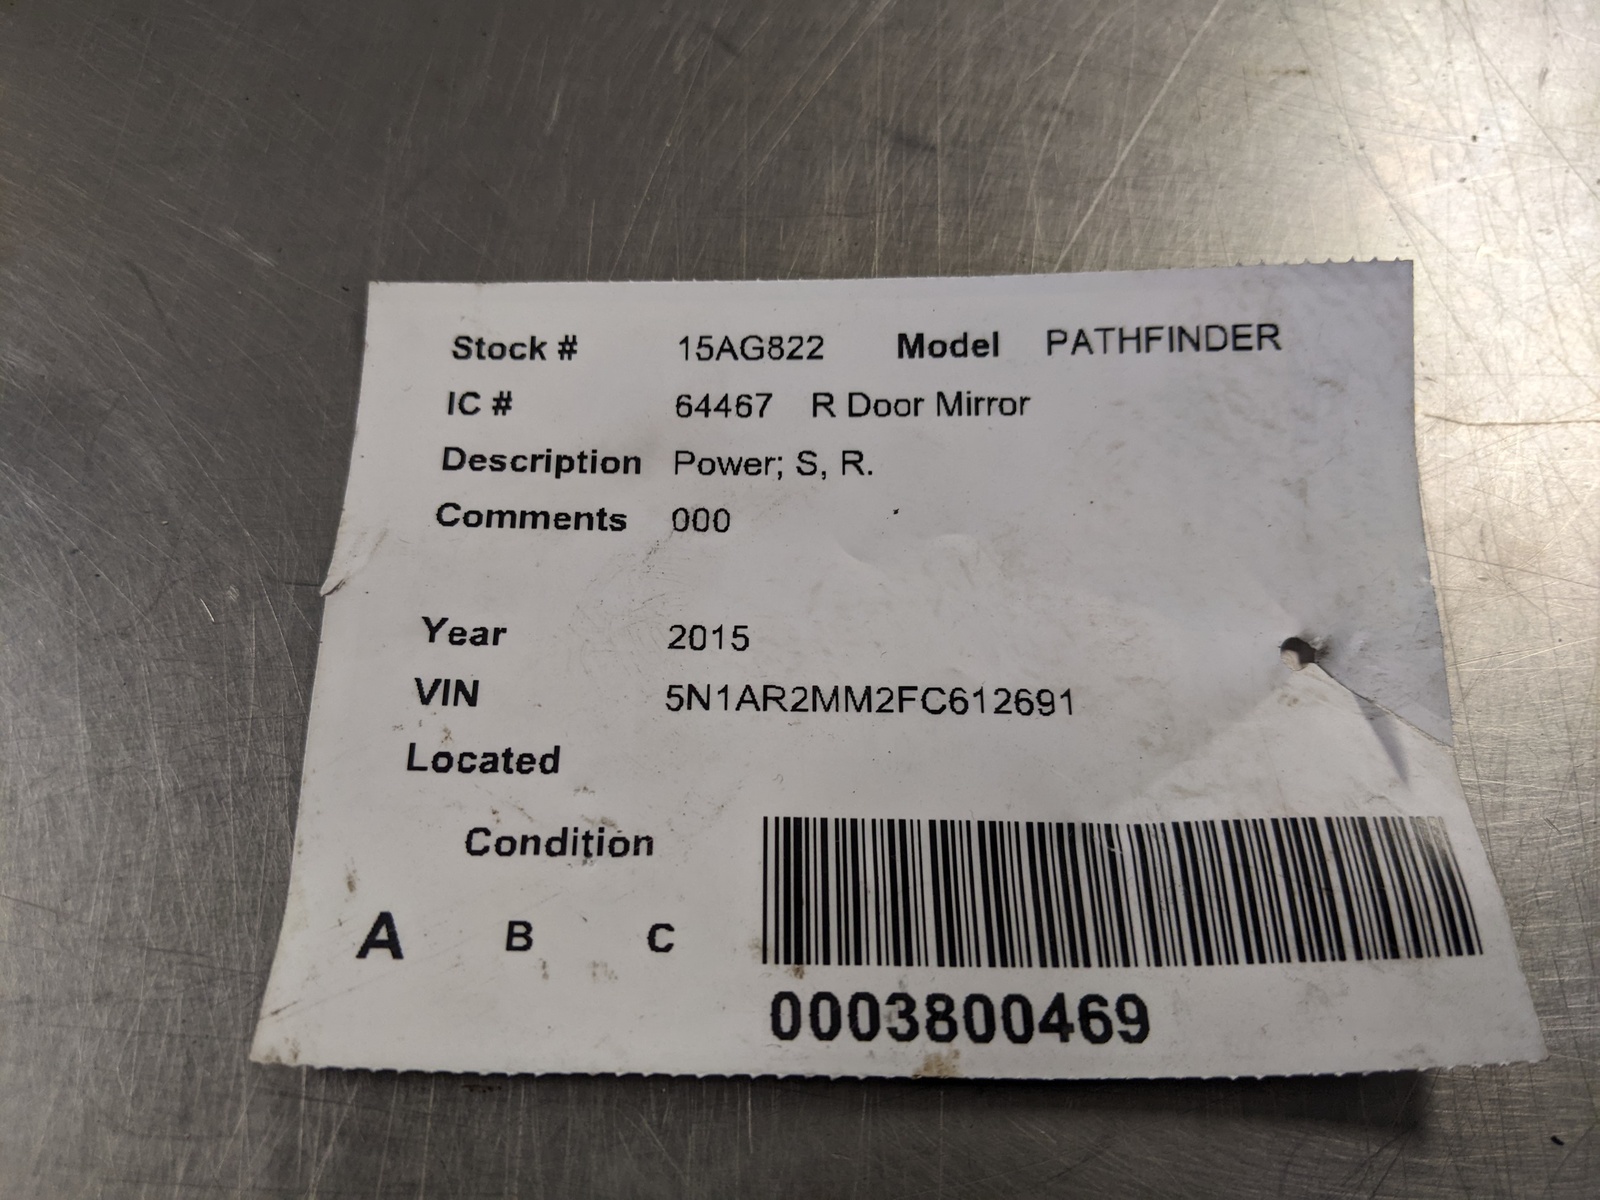 Stock # 15AG822 Model PATHFINDER
IC # 64467 R Door Mirror
Description Power; S, R.
Comments 000
Year 2015
VIN 5N1AR2MM2FC612691
Located
Condition
A B C
0003800469